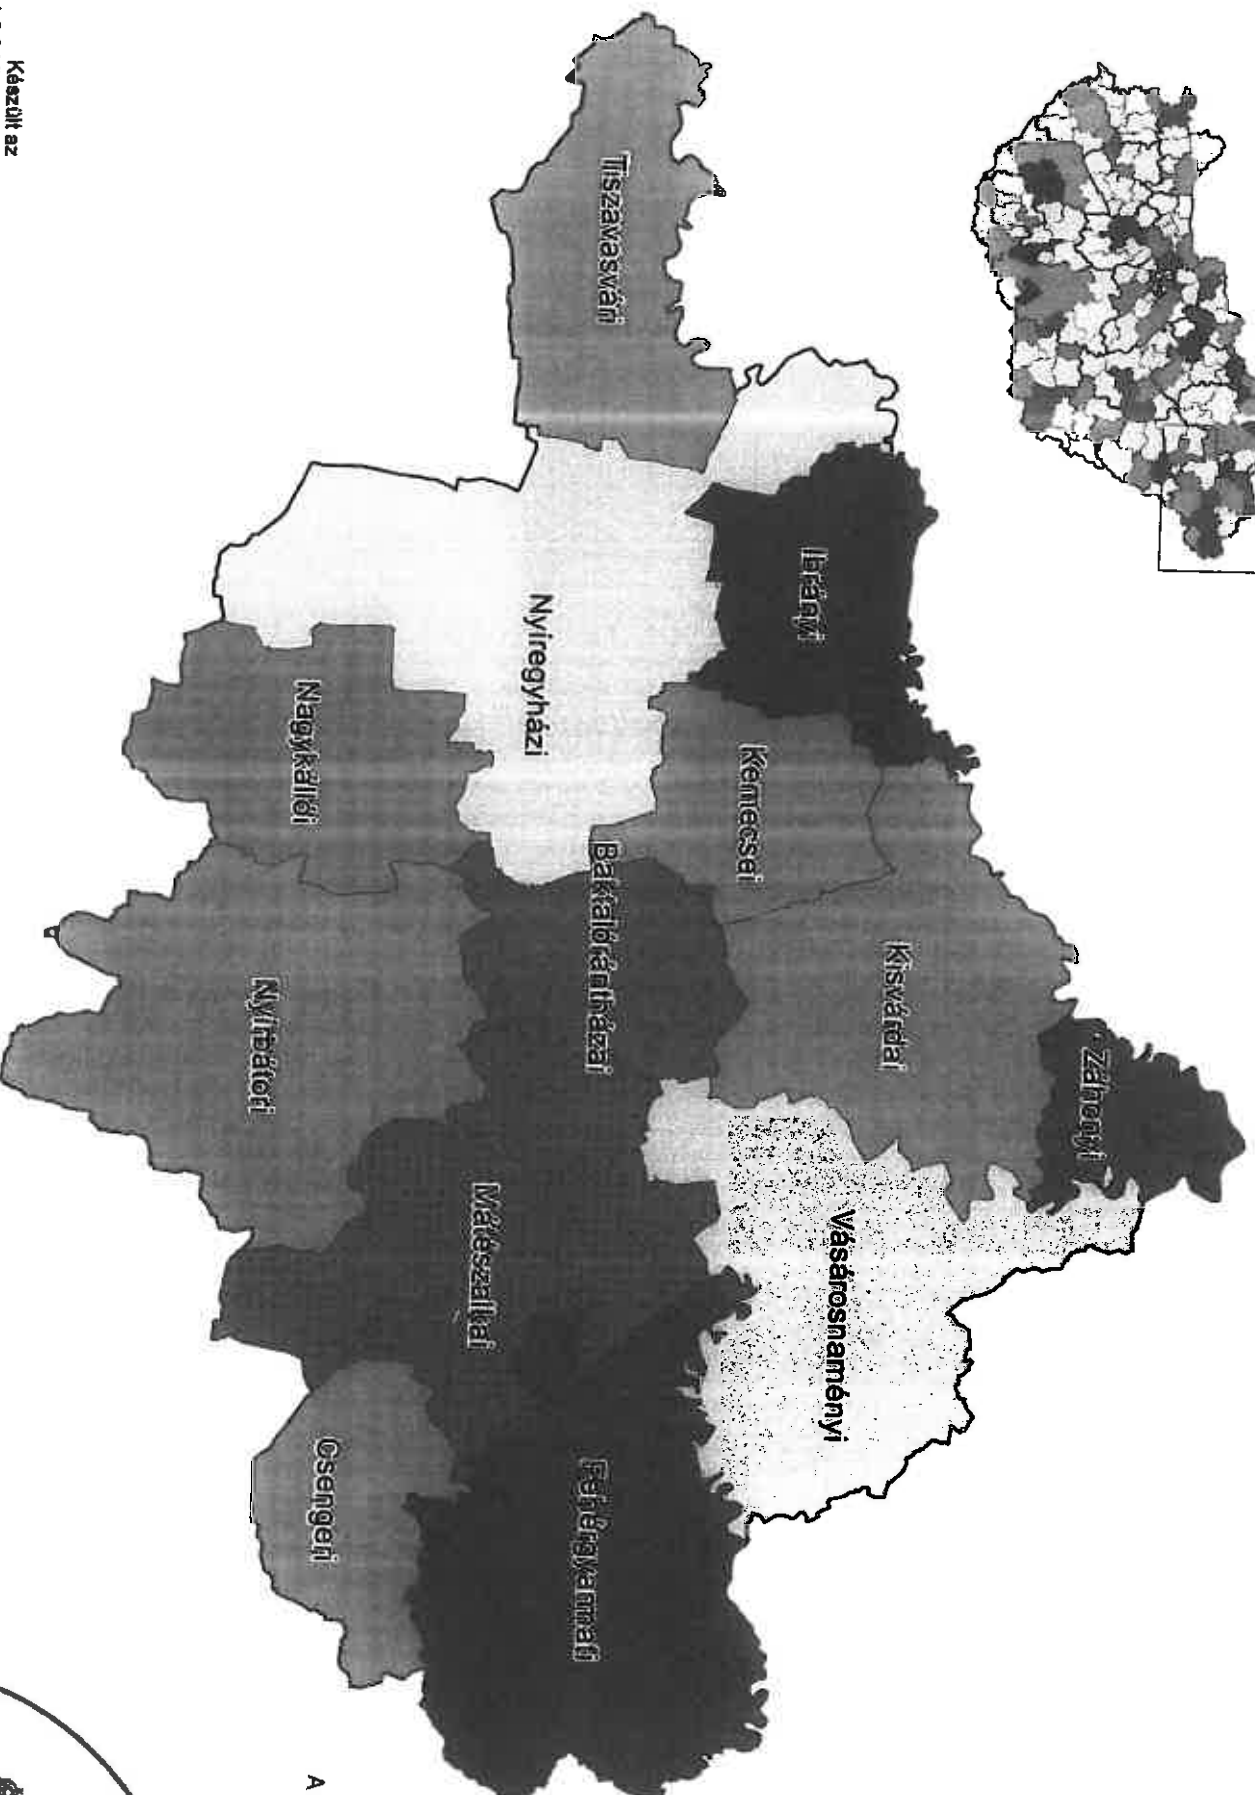 Záhonyi
Kisvárdai
Ibrányi
Vásárosnaményi
Kemecsei
Tiszavasvári
Baktalórántházai
Fehérgyarmati
Nyíregyházi
Mátészalkai
Nagykállói
Csengeri
Nyírbátori
A
Készült az